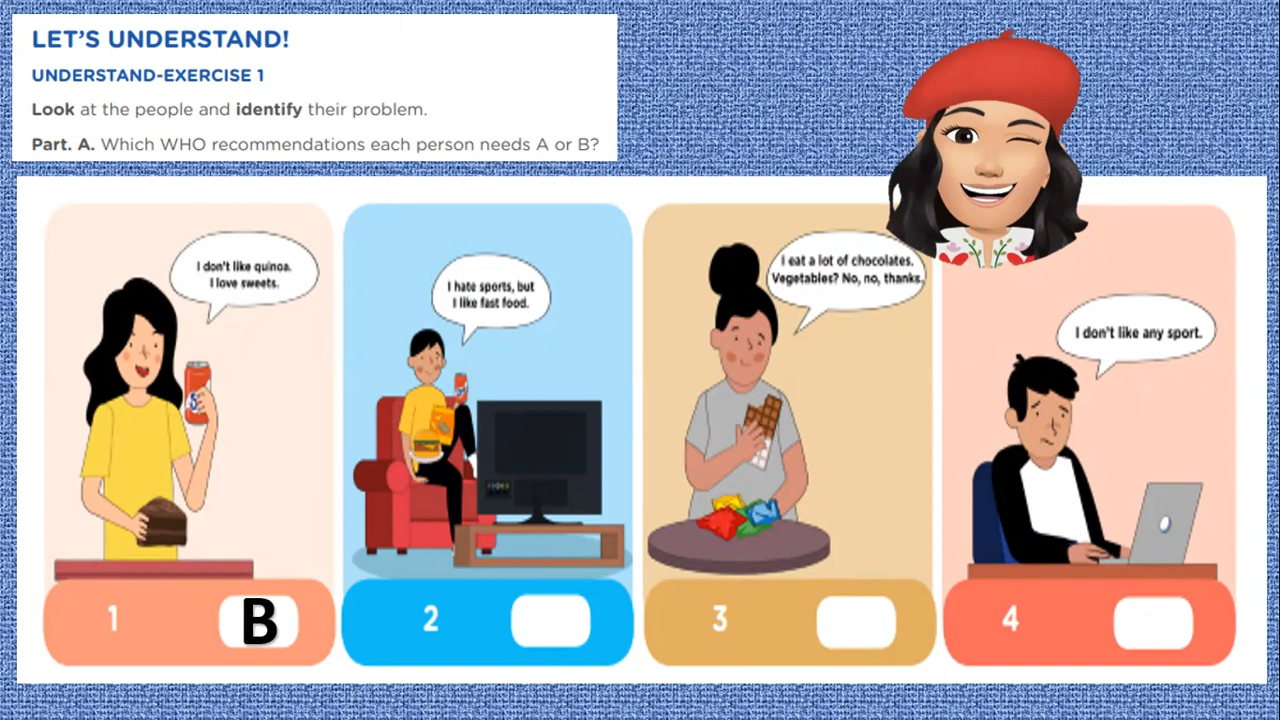 LET'S UNDERSTAND!
UNDERSTAND-EXERCISE 1
Look at the people and identify their problem.
Part. A. Which WHO recommendations each person needs A or B?
I don't like quinoa.
I love sweets.
I hate sports, but
I like fast food.
I eat a lot of chocolates.
Vegetables? No, no, thanks.
I don't like any sport.
1
B
2
3
4